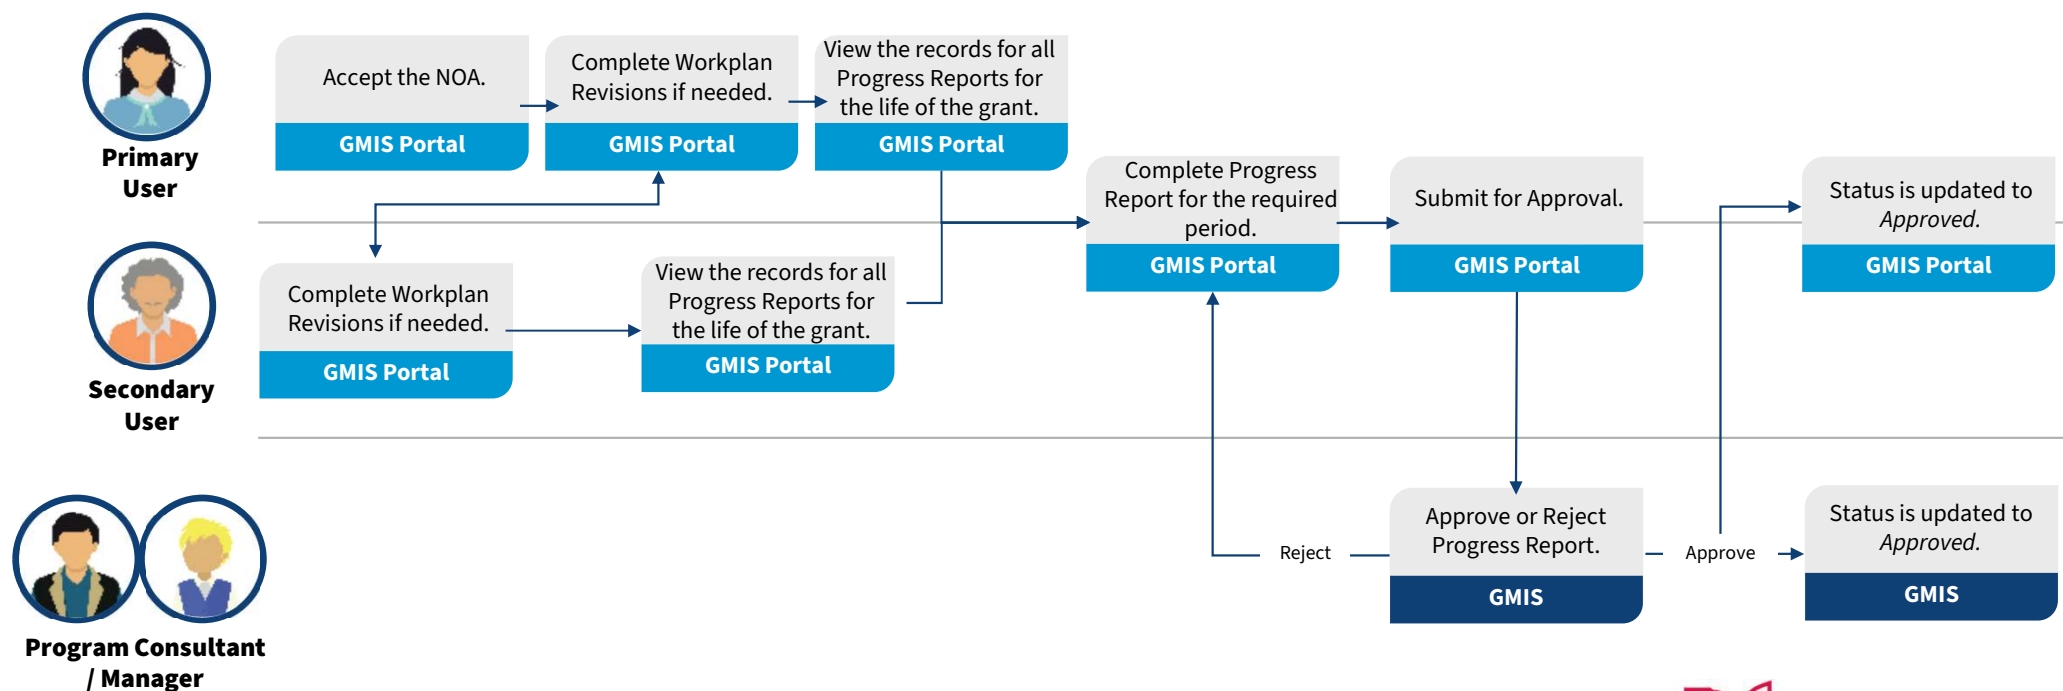 Primary
User
Accept the NOA.
GMIS Portal
Complete Workplan
Revisions if needed.
GMIS Portal
View the records for all
Progress Reports for
the life of the grant.
GMIS Portal
Complete Progress
Report for the required
period.
GMIS Portal
Submit for Approval.
GMIS Portal
Status is updated to
Approved.
GMIS Portal
Secondary
User
Complete Workplan
Revisions if needed.
GMIS Portal
View the records for all
Progress Reports for
the life of the grant.
GMIS Portal
Program Consultant
/ Manager
Reject
Approve or Reject
Progress Report.
GMIS
Approve
Status is updated to
Approved.
GMIS